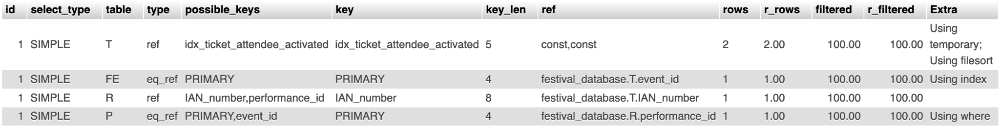 id select_type table type possible_keys key key_len ref rows r_rows filtered r_filtered Extra
1 SIMPLE T ref idx_ticket_attendee_activated idx_ticket_attendee_activated 5 const,const 2 2.00 100.00 100.00 Using
temporary;
Using filesort
1 SIMPLE FE eq_ref PRIMARY PRIMARY 4 festival_database.T.event_id 1 1.00 100.00 100.00 Using index
1 SIMPLE R ref IAN_number,performance_id IAN_number 8 festival_database.T.IAN_number 1 1.00 100.00 100.00
1 SIMPLE P eq_ref PRIMARY,event_id PRIMARY 4 festival_database.R.performance_id 1 1.00 100.00 100.00 Using where